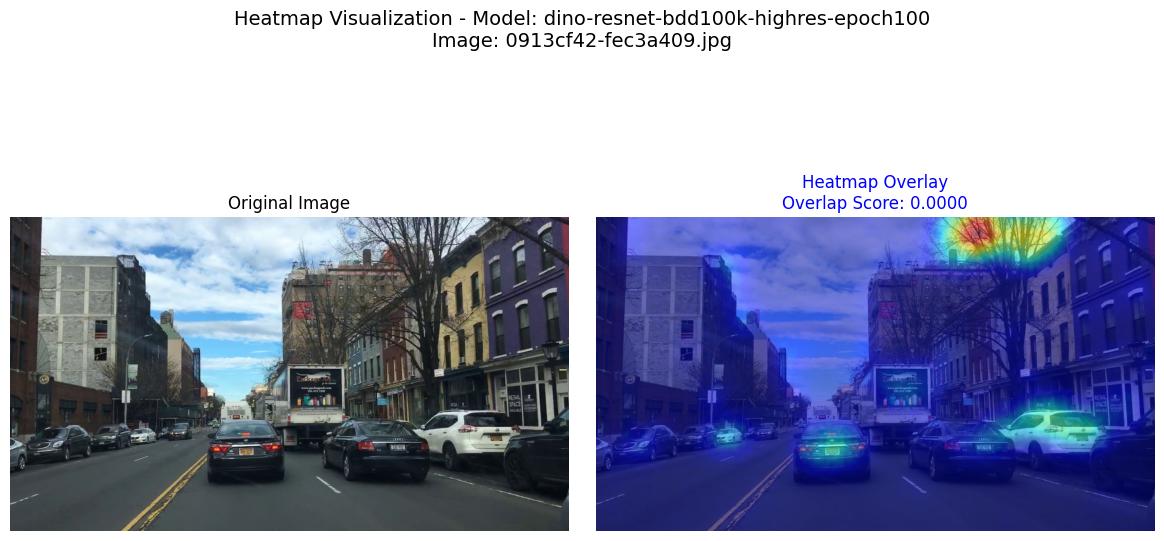 Heatmap Visualization - Model: dino-resnet-bdd100k-highres-epoch100
Image: 0913cf42-fec3a409.jpg
Original Image
Heatmap Overlay
Overlap Score: 0.0000